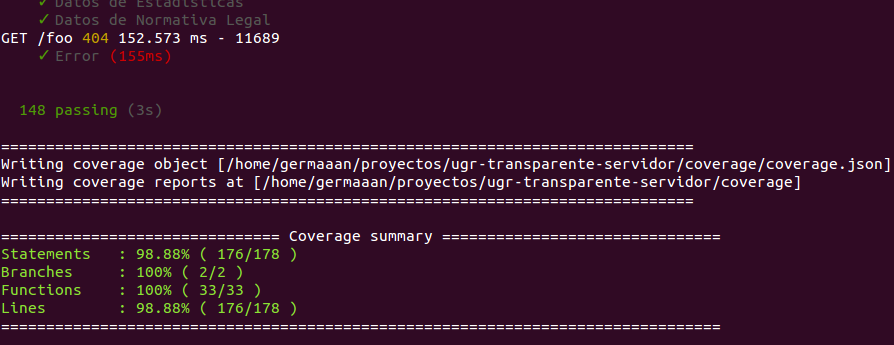 ✓ Datos de Estadísticas
✓ Datos de Normativa Legal
GET /foo 404 152.573 ms - 11689
✓ Error (155ms)
148 passing (3s)
=============================================================================
Writing coverage object [/home/germaaan/proyectos/ugr-transparente-servidor/coverage/coverage.json]
Writing coverage reports at [/home/germaaan/proyectos/ugr-transparente-servidor/coverage]
=============================================================================
=============================== Coverage summary ===============================
Statements   : 98.88% ( 176/178 )
Branches     : 100% ( 2/2 )
Functions    : 100% ( 33/33 )
Lines        : 98.88% ( 176/178 )
================================================================================